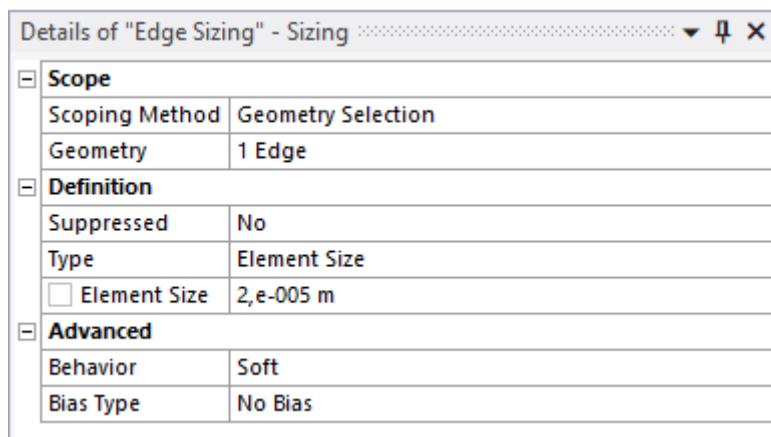 Details of "Edge Sizing" - Sizing
Scope
Scoping Method Geometry Selection
Geometry 1 Edge
Definition
Suppressed No
Type Element Size
Element Size 2,e-005 m
Advanced
Behavior Soft
Bias Type No Bias